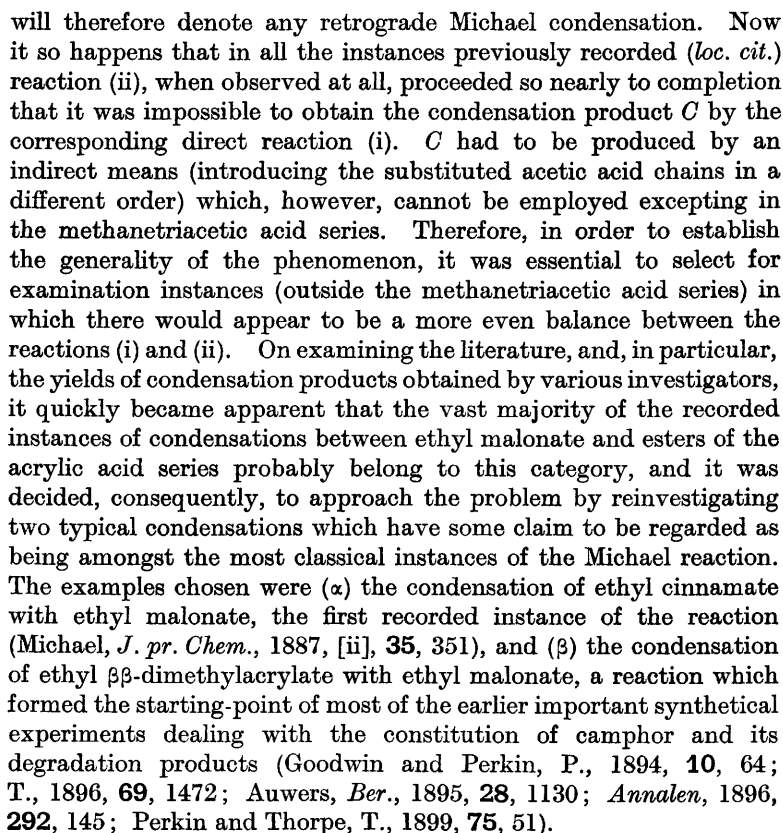 will therefore denote any retrograde Michael condensation. Now
it so happens that in all the instances previously recorded (loc. cit.)
reaction (ii), when observed at all, proceeded so nearly to completion
that it was impossible to obtain the condensation product C by the
corresponding direct reaction (i). C had to be produced by an
indirect means (introducing the substituted acetic acid chains in a
different order) which, however, cannot be employed excepting in
the methanetriacetic acid series. Therefore, in order to establish
the generality of the phenomenon, it was essential to select for
examination instances (outside the methanetriacetic acid series) in
which there would appear to be a more even balance between the
reactions (i) and (ii). On examining the literature, and, in particular,
the yields of condensation products obtained by various investigators,
it quickly became apparent that the vast majority of the recorded
instances of condensations between ethyl malonate and esters of the
acrylic acid series probably belong to this category, and it was
decided, consequently, to approach the problem by reinvestigating
two typical condensations which have some claim to be regarded as
being amongst the most classical instances of the Michael reaction.
The examples chosen were (α) the condensation of ethyl cinnamate
with ethyl malonate, the first recorded instance of the reaction
(Michael, J. pr. Chem., 1887, [ii], 35, 351), and (β) the condensation
of ethyl ββ-dimethylacrylate with ethyl malonate, a reaction which
formed the starting-point of most of the earlier important synthetical
experiments dealing with the constitution of camphor and its
degradation products (Goodwin and Perkin, P., 1894, 10, 64;
T., 1896, 69, 1472; Auwers, Ber., 1895, 28, 1130; Annalen, 1896,
292, 145; Perkin and Thorpe, T., 1899, 75, 51).